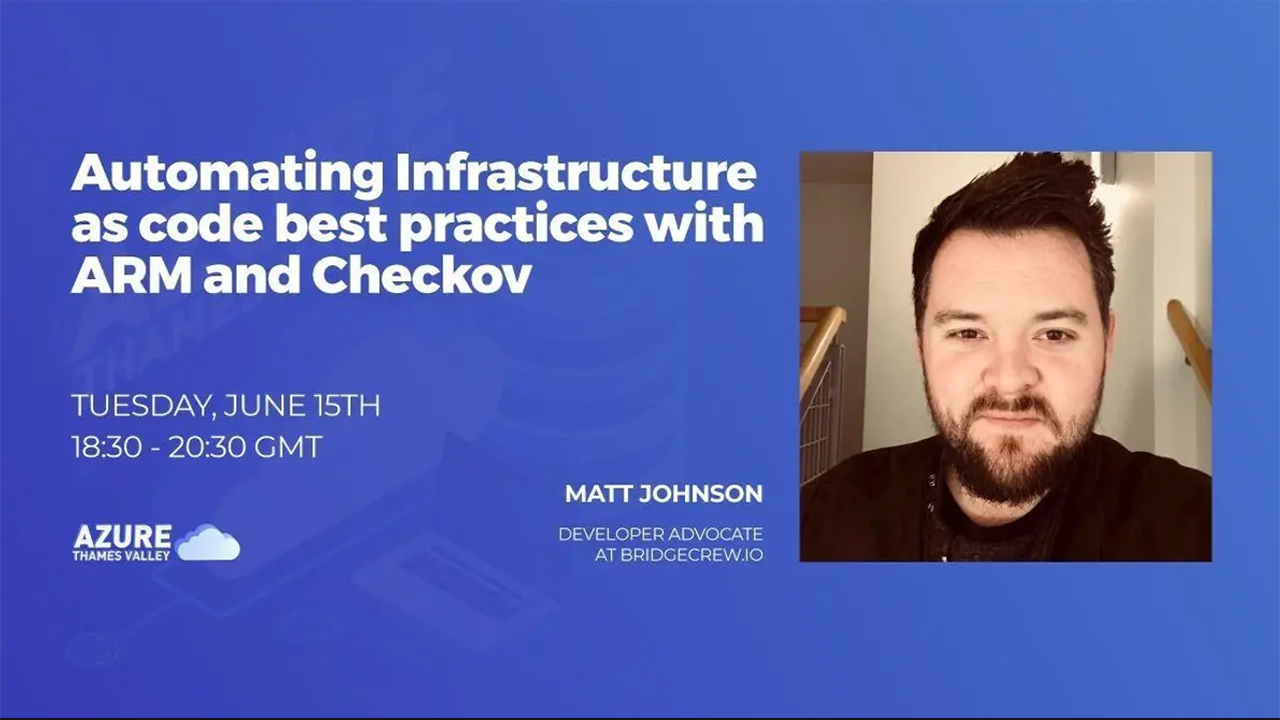 Automating Infrastructure
as code best practices with
ARM and Checkov
TUESDAY, JUNE 15TH
18:30 - 20:30 GMT
MATT JOHNSON
DEVELOPER ADVOCATE
AT BRIDGECREW.IO
AZURE
THAMES VALLEY